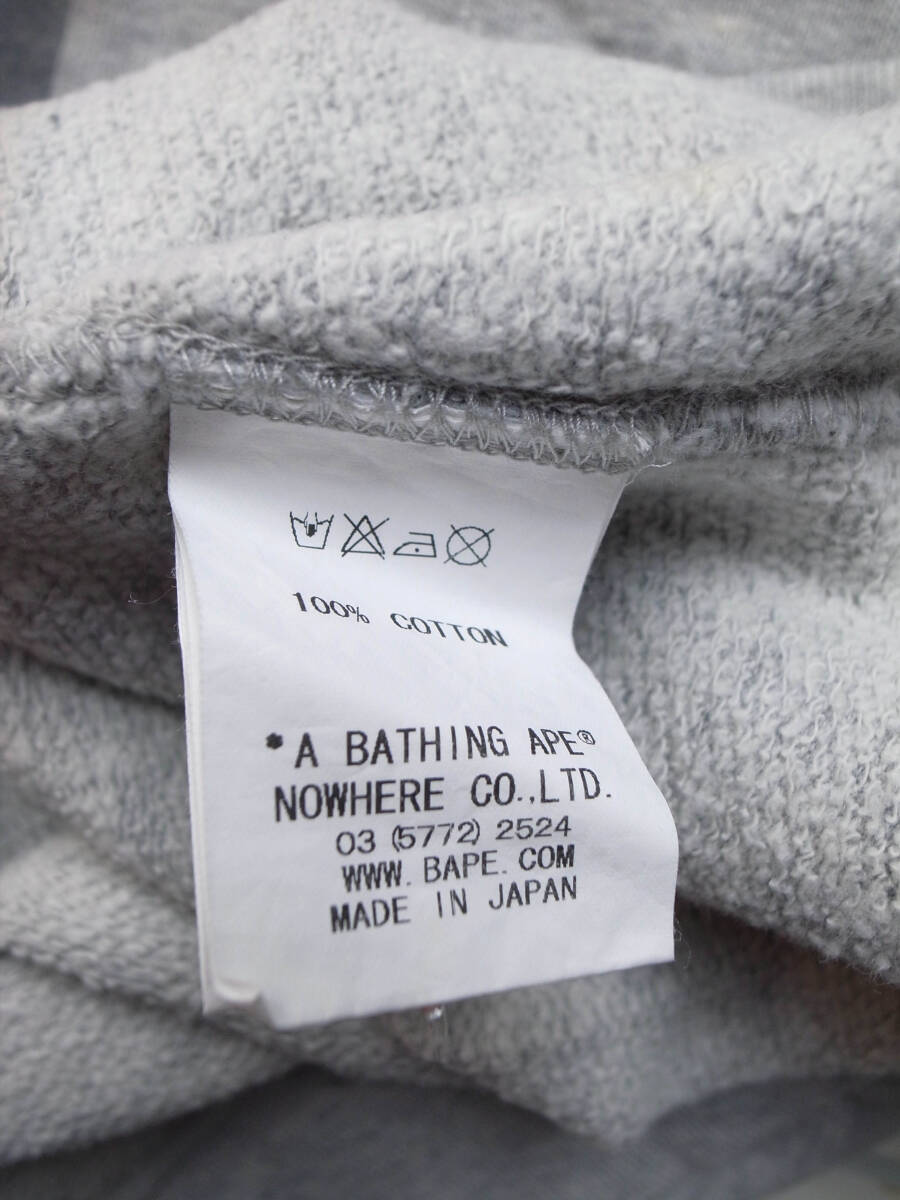 100% COTTON
*A BATHING APE®
NOWHERE CO.,LTD.
03 (5772) 2524
WWW.BAPE.COM
MADE IN JAPAN